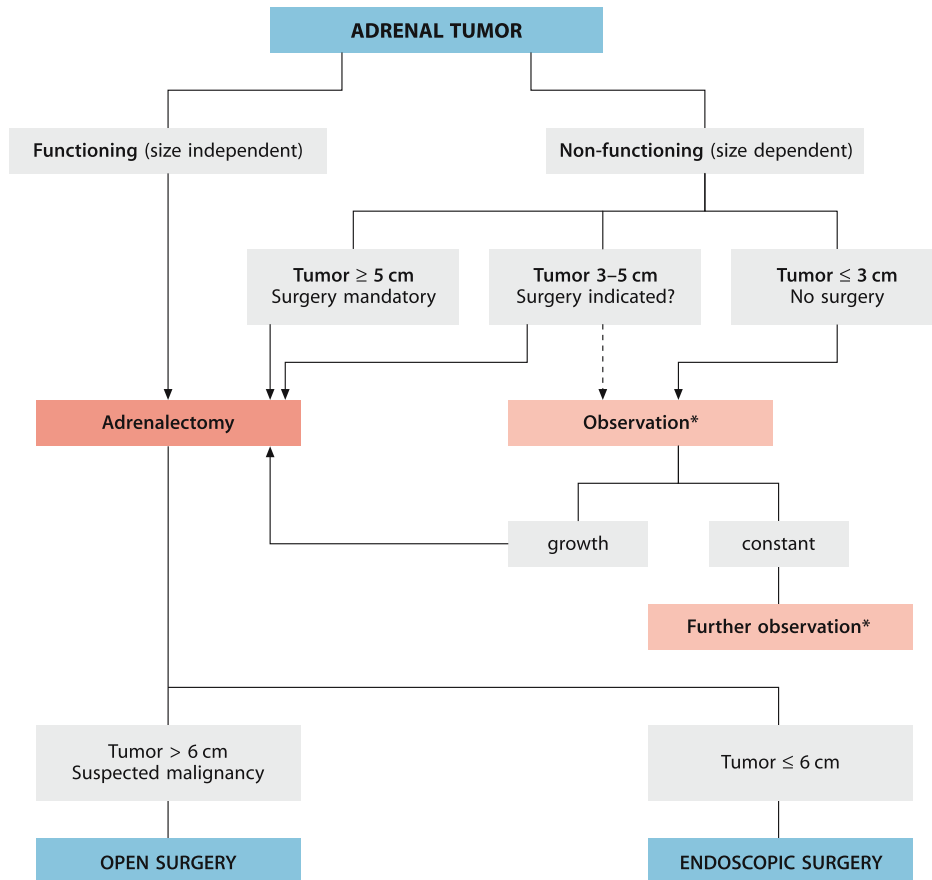 ADRENAL TUMOR
Functioning (size independent)
Non-functioning (size dependent)
Tumor ≥ 5 cm
Surgery mandatory
Tumor 3–5 cm
Surgery indicated?
Tumor ≤ 3 cm
No surgery
Adrenalectomy
Observation*
growth
constant
Further observation*
Tumor > 6 cm
Suspected malignancy
Tumor ≤ 6 cm
OPEN SURGERY
ENDOSCOPIC SURGERY